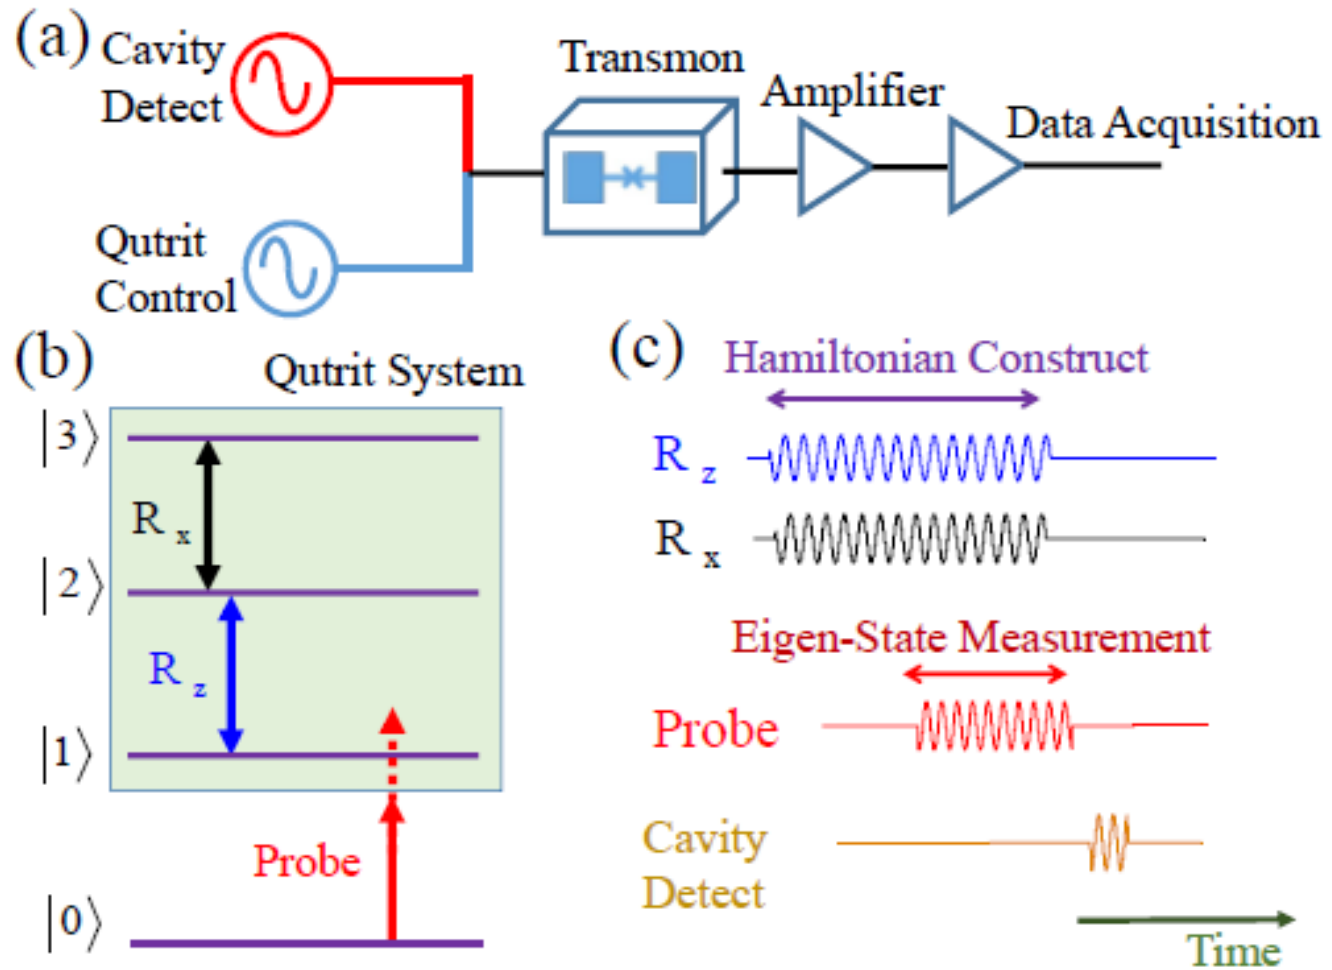 (a)
Cavity
Detect
Transmon
Amplifier
Data Acquisition
Qutrit
Control
(b)
Qutrit System
|3⟩
R x
|2⟩
R z
|1⟩
Probe
|0⟩
(c)
Hamiltonian Construct
R z
R x
Eigen-State Measurement
Probe
Cavity
Detect
Time